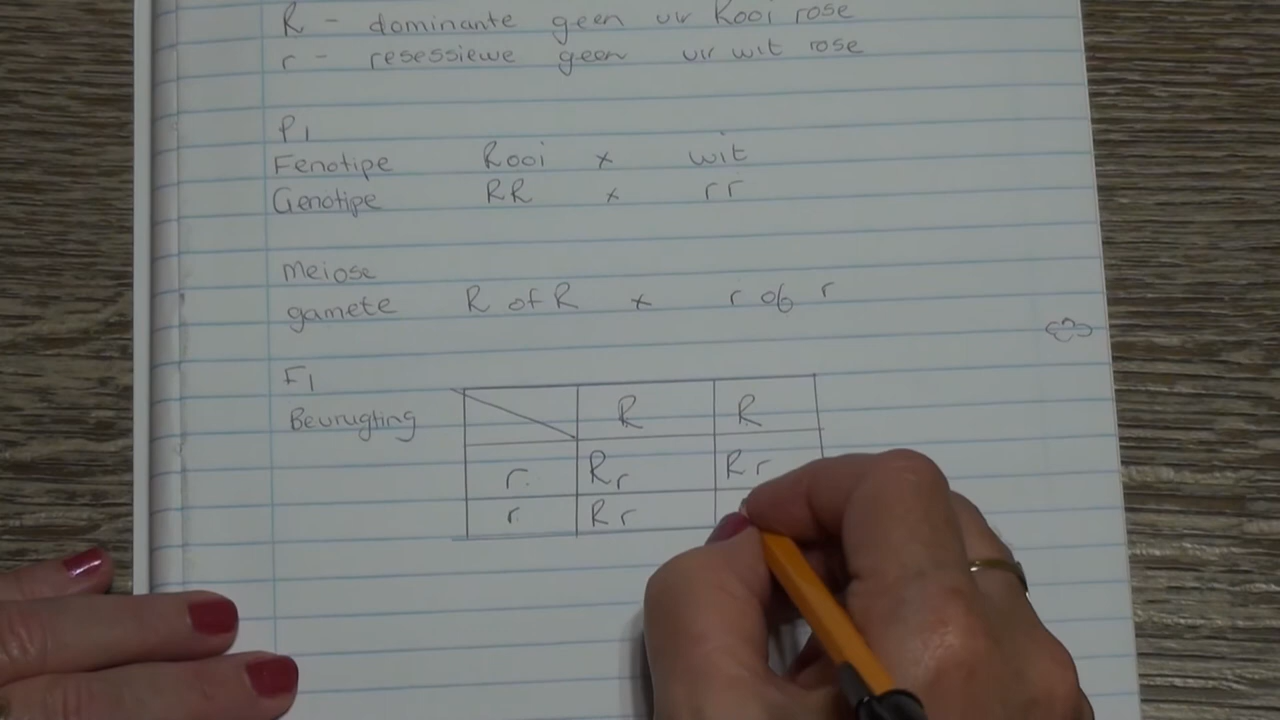 R - dominante geen vir Rooi rose
r - resessiewe geen vir wit rose
P1
Fenotipe Rooi x wit
Genotipe RR x rr
Meiose
gamete R of R x r of r
F1
Bevrugting R R
r Rr Rr
r Rr